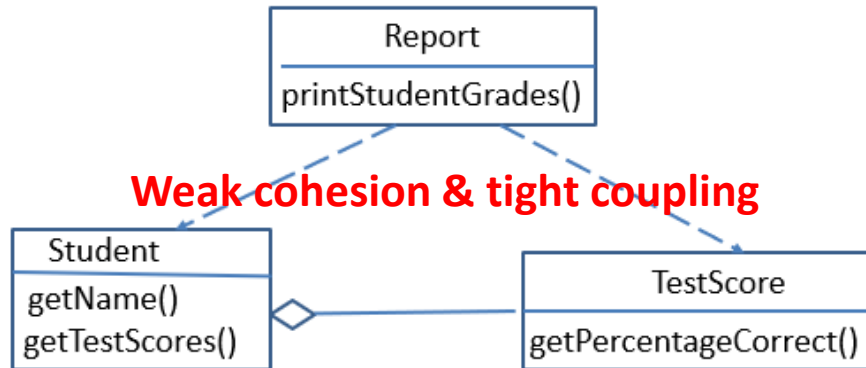 Report
printStudentGrades()
Weak cohesion & tight coupling
Student
getName()
getTestScores()
TestScore
getPercentageCorrect()